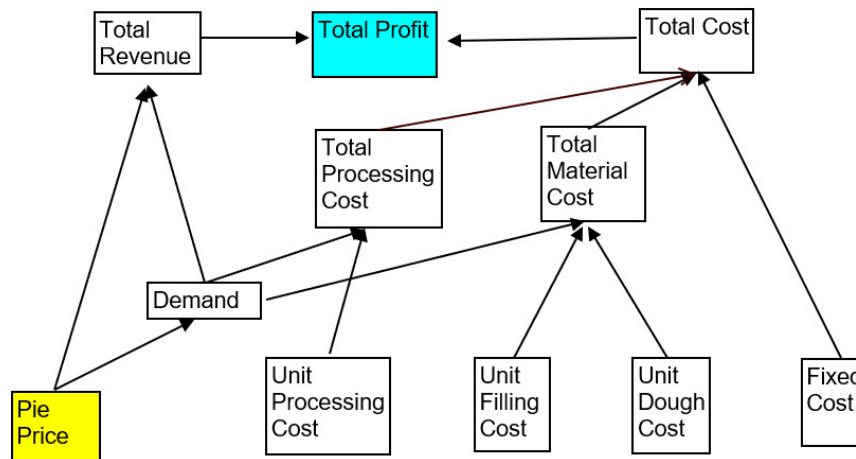 Total
Revenue
Total Profit
Total Cost
Total
Processing
Cost
Total
Material
Cost
Demand
Pie
Price
Unit
Processing
Cost
Unit
Filling
Cost
Unit
Dough
Cost
Fixed
Cost